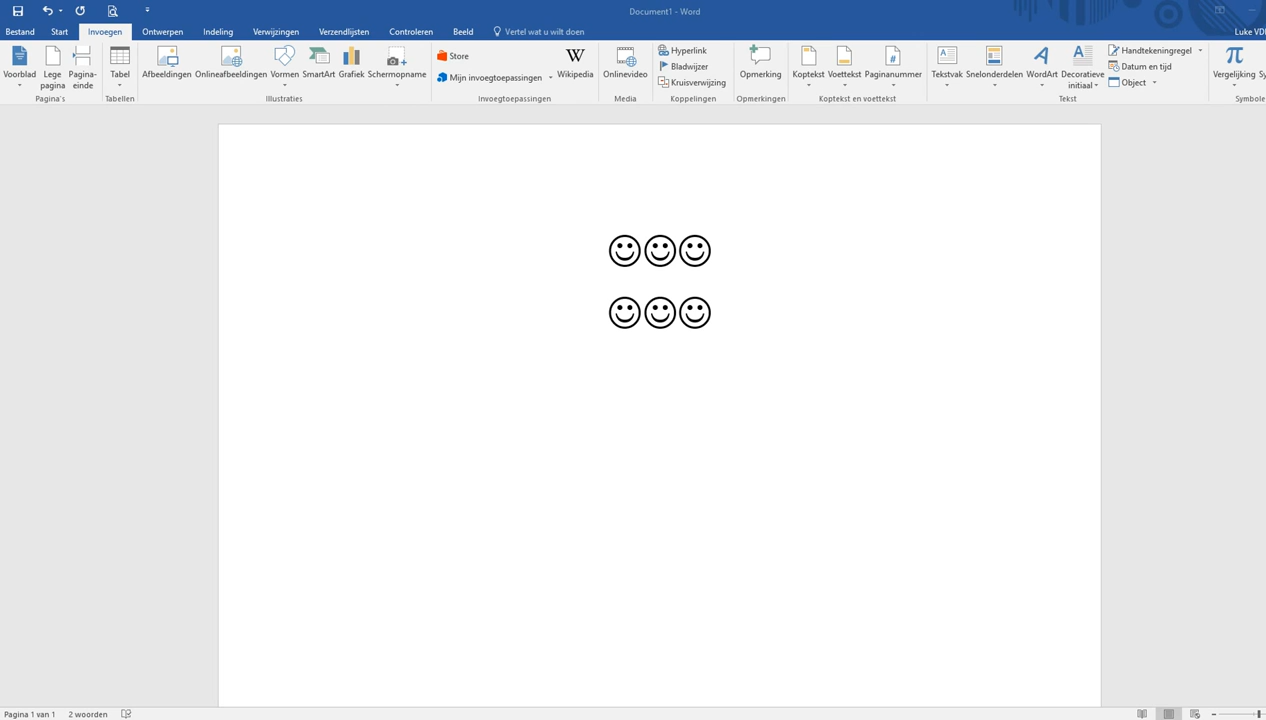 Document1 - Word
Bestand Start Invoegen Ontwerpen Indeling Verwijzingen Verzendlijsten Controleren Beeld Vertel wat u wilt doen Luke
Voorblad Lege pagina Pagina-einde Tabel Afbeeldingen Onlineafbeeldingen Vormen SmartArt Grafiek Schermopname Store Mijn invoegtoepassingen Wikipedia Onlinevideo Hyperlink Bladwijzer Kruisverwijzing Opmerking Koptekst Voettekst Paginanummer Tekstvak Snelonderdelen WordArt Decoratieve initiaal Handtekeningregel Datum en tijd Object Vergelijking
Pagina's Tabellen Illustraties Invoegtoepassingen Media Koppelingen Opmerkingen Koptekst en voettekst Tekst Symbole
Pagina 1 van 1 2 woorden